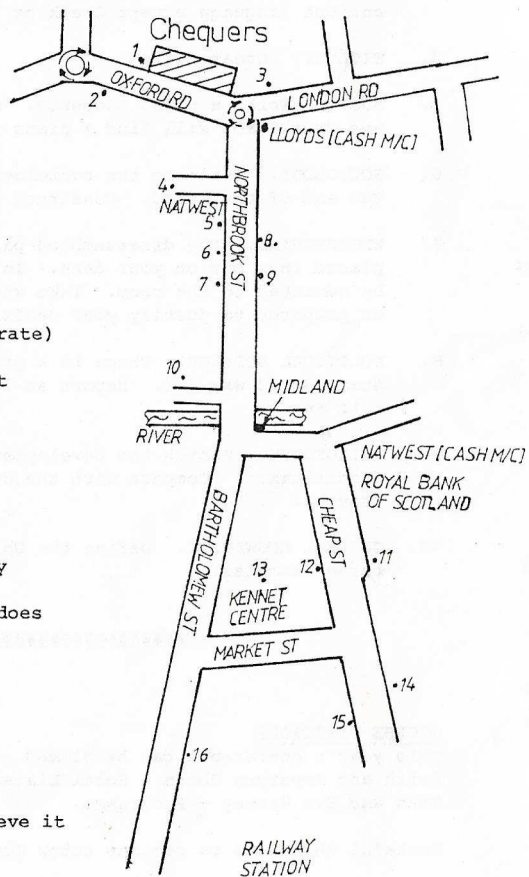 Chequers
1
3
OXFORD RD
LONDON RD
2
LLOYDS [CASH M/C]
4
NORTHBROOK ST
NATWEST
5
8
6
7
9
rate)
10
t
MIDLAND
RIVER
NATWEST [CASH M/C]
ROYAL BANK
OF SCOTLAND
BARTHOLOMEW ST
CHEAP ST
11
y
12
13
KENNET
CENTRE
does
MARKET ST
14
15
16
eve it
RAILWAY
STATION